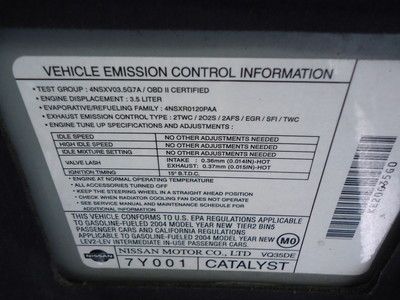 VEHICLE EMISSION CONTROL INFORMATION
• TEST GROUP : 4NSXV03.5G7A / OBD II CERTIFIED
• ENGINE DISPLACEMENT : 3.5 LITER
• EVAPORATIVE/REFUELING FAMILY : 4NSXR0120PAA
• EXHAUST EMISSION CONTROL TYPE : 2TWC / 2O2S / 2AFS / EGR / SFI / TWC
• ENGINE TUNE UP SPECIFICATIONS AND ADJUSTMENTS :
IDLE SPEED NO OTHER ADJUSTMENTS NEEDED
HIGH IDLE SPEED NO OTHER ADJUSTMENTS NEEDED
IDLE MIXTURE SETTING NO OTHER ADJUSTMENTS NEEDED
VALVE LASH INTAKE : 0.36mm (0.014IN)-HOT
EXHAUST : 0.37mm (0.015IN)-HOT
IGNITION TIMING 15° B.T.D.C.
• ENGINE AT NORMAL OPERATING TEMPERATURE
• ALL ACCESSORIES TURNED OFF
• KEEP THE STEERING WHEEL IN A STRAIGHT AHEAD POSITION
• CHECK WHEN RADIATOR COOLING FAN DOES NOT OPERATE
• SEE SERVICE MANUAL AND MAINTENANCE SCHEDULE FOR
ADDITIONAL INFORMATION
THIS VEHICLE CONFORMS TO U.S. EPA REGULATIONS APPLICABLE
TO GASOLINE-FUELED 2004 MODEL YEAR NEW TIER2 BIN5
PASSENGER CARS AND CALIFORNIA REGULATIONS
APPLICABLE TO GASOLINE-FUELED 2004 MODEL YEAR NEW
LEV2-LEV INTERMEDIATE IN-USE PASSENGER CARS. MO
NISSAN NISSAN MOTOR CO., LTD VQ35DE
7Y001 CATALYST